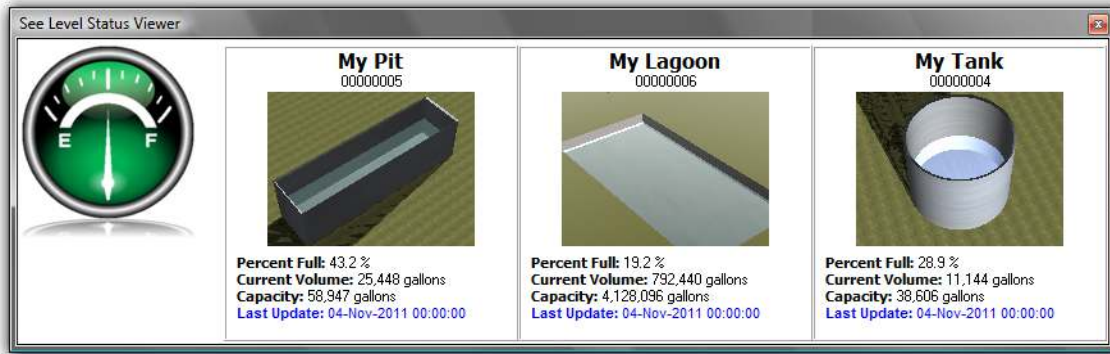 See Level Status Viewer
E F
My Pit
00000005
Percent Full: 43.2 %
Current Volume: 25,448 gallons
Capacity: 58,947 gallons
Last Update: 04-Nov-2011 00:00:00
My Lagoon
00000006
Percent Full: 19.2 %
Current Volume: 792,440 gallons
Capacity: 4,128,096 gallons
Last Update: 04-Nov-2011 00:00:00
My Tank
00000004
Percent Full: 28.9 %
Current Volume: 11,144 gallons
Capacity: 38,606 gallons
Last Update: 04-Nov-2011 00:00:00